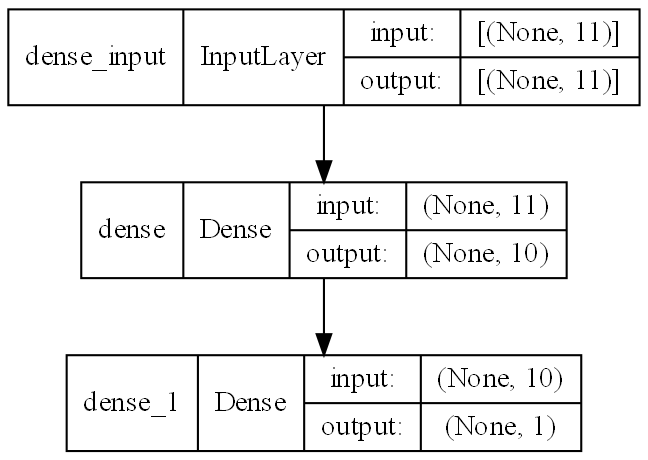 dense_input InputLayer input: [(None, 11)]
output: [(None, 11)]
dense Dense input: (None, 11)
output: (None, 10)
dense_1 Dense input: (None, 10)
output: (None, 1)